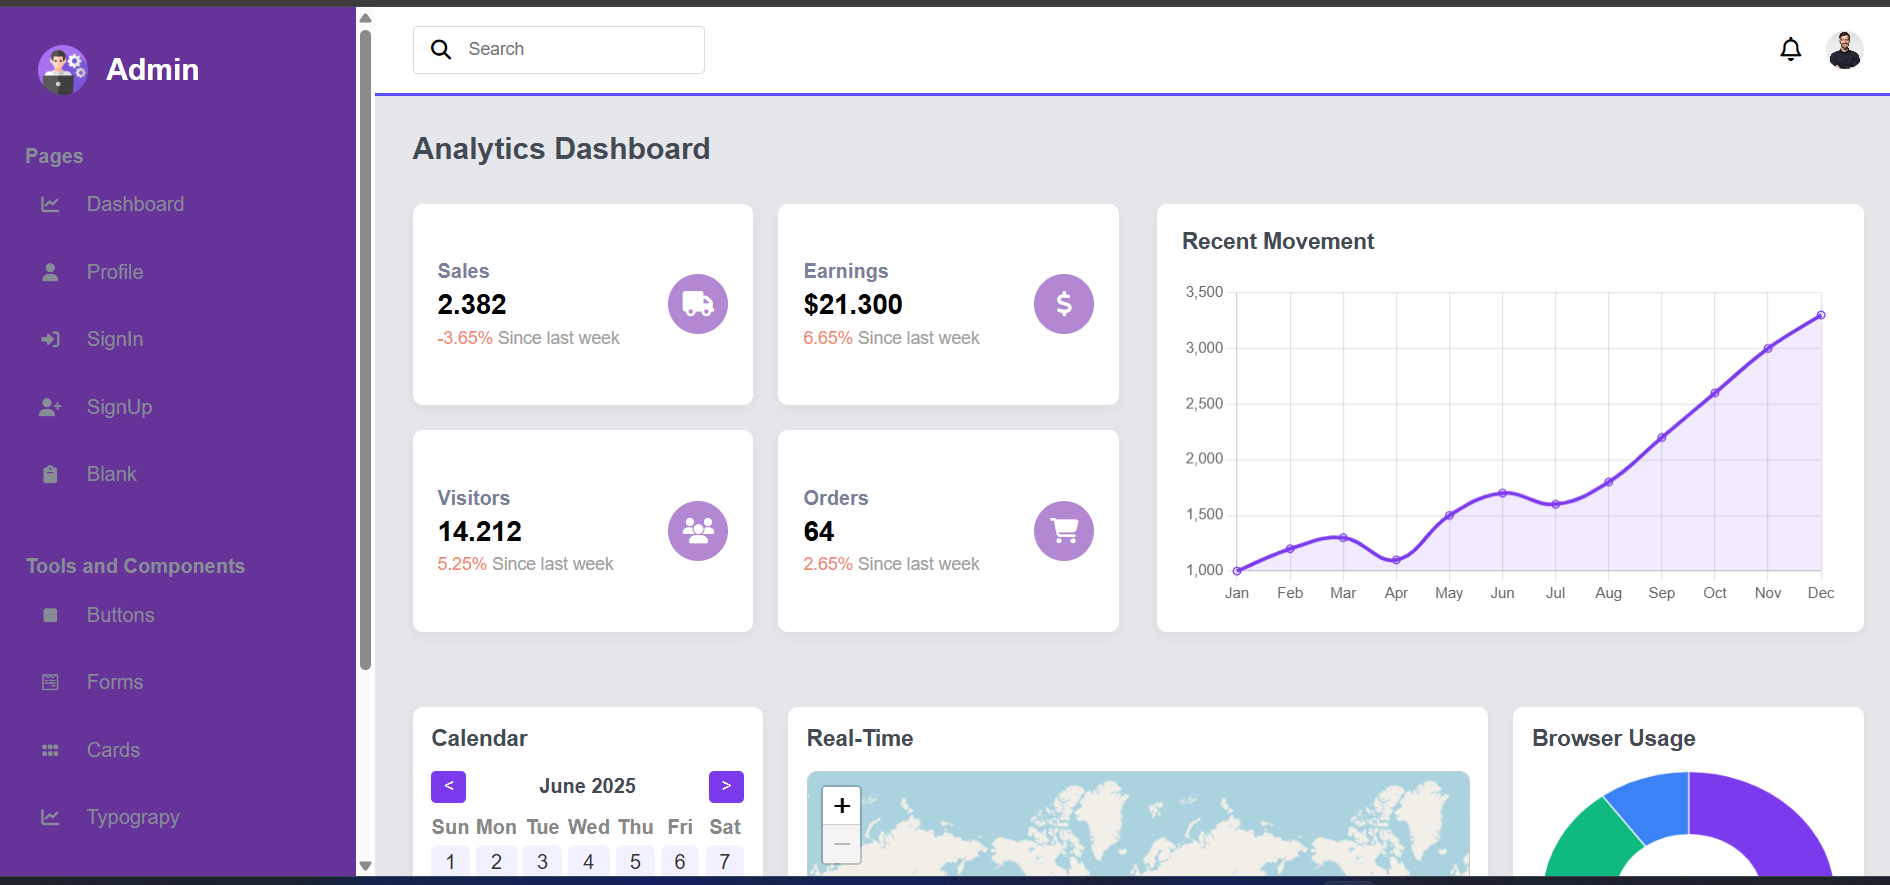 Admin
Pages
Dashboard
Profile
SignIn
SignUp
Blank
Tools and Components
Buttons
Forms
Cards
Typograpy
Search
Analytics Dashboard
Sales
2.382
-3.65% Since last week
Earnings
$21.300
6.65% Since last week
Visitors
14.212
5.25% Since last week
Orders
64
2.65% Since last week
Recent Movement
3,500
3,000
2,500
2,000
1,500
1,000
Jan Feb Mar Apr May Jun Jul Aug Sep Oct Nov Dec
Calendar
< June 2025 >
Sun Mon Tue Wed Thu Fri Sat
1 2 3 4 5 6 7
Real-Time
+
−
Browser Usage